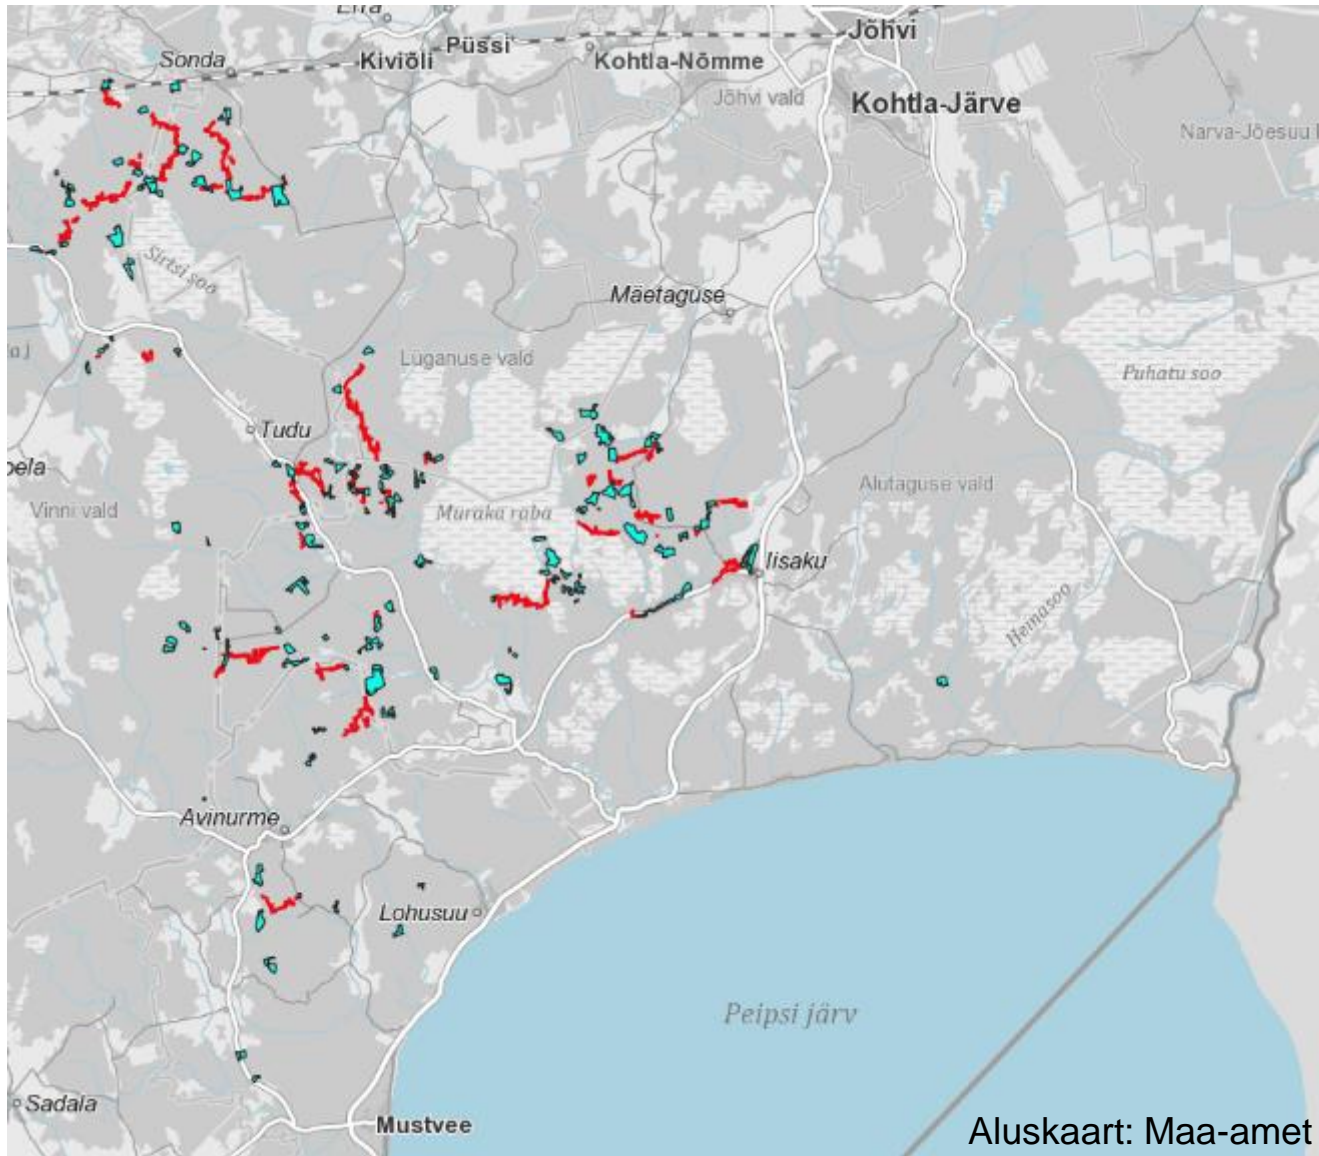 Jõhvi
Püssi
Sonda
Kiviõli
Kohtla-Nõmme
Jõhvi vald
Kohtla-Järve
Narva-Jõesuu
Sirtsi soo
Mäetaguse
Lüganuse vald
Puhatu soo
Tudu
Alutaguse vald
Vinni vald
Muraka raba
Iisaku
Heinasoo
Avinurme
Lohusuu
Peipsi järv
Sadala
Mustvee
Aluskaart: Maa-amet